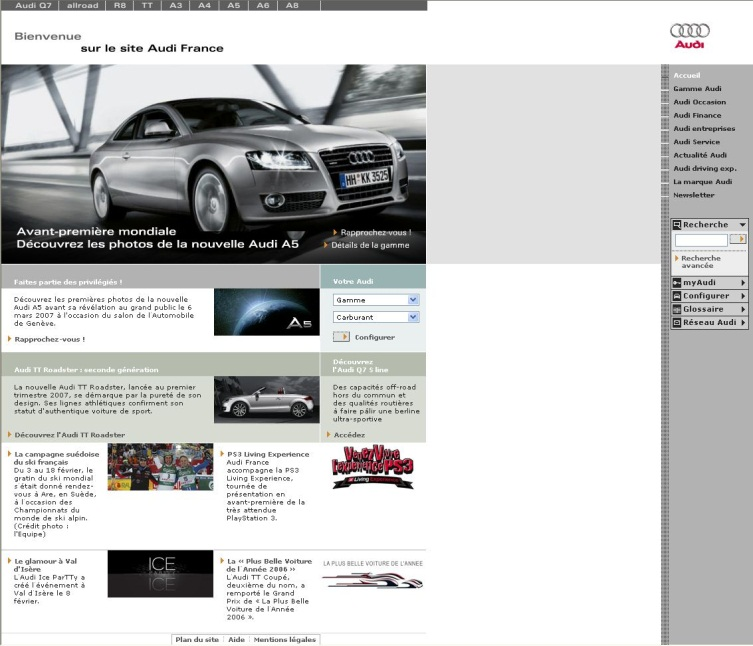 Audi Q7 | allroad | R8 | TT | A3 | A4 | A5 | A6 | A8
Bienvenue
sur le site Audi France
Audi
HH KK 3525
Avant-première mondiale
Découvrez les photos de la nouvelle Audi A5
Rapprochez-vous !
Détails de la gamme
Accueil
Gamme Audi
Audi Occasion
Audi Finance
Audi entreprises
Audi Service
Actualité Audi
Audi driving exp.
La marque Audi
Newsletter
Recherche
Recherche
avancée
myAudi
Configurer
Glossaire
Réseau Audi
Faites partie des privilégiés !
Découvrez les premières photos de la nouvelle
Audi A5 avant sa révélation au grand public le 6
mars 2007 à l'occasion du salon de l'Automobile
de Genève.
Rapprochez-vous !
A5
Votre Audi
Gamme
Carburant
Configurer
Audi TT Roadster : seconde génération
La nouvelle Audi TT Roadster, lancée au premier
trimestre 2007, se démarque par la pureté de son
design. Ses lignes athlétiques confirment son
statut d'authentique voiture de sport.
Découvrez l'Audi TT Roadster
Découvrez
l'Audi Q7 S line
Des capacités off-road
hors du commun et
des qualités routières
à faire pâlir une berline
ultra-sportive
Accédez
La campagne suédoise
du ski français
Du 3 au 18 février, le
gratin du ski mondial
s était donné rendez-
vous à Are, en Suède,
à l'occasion des
Championnats du
monde de ski alpin.
(Crédit photo :
l'Equipe)
PS3 Living Experience
Audi France
accompagne la PS3
Living Experience,
tournée de
présentation en
avant-première de la
très attendue
PlayStation 3.
Venez Vivre
l'expérience PS3
Living Experience
Le glamour à Val
d'Isère
L'Audi Ice ParTTy a
créé l'événement à
Val d'Isère le 8
février.
ICE
La « Plus Belle Voiture
de l'Année 2006 »
L'Audi TT Coupé,
deuxième du nom, a
remporté le Grand
Prix de « La Plus Belle
Voiture de l'Année
2006 ».
LA PLUS BELLE VOITURE DE L'ANNEE
Plan du site | Aide | Mentions légales